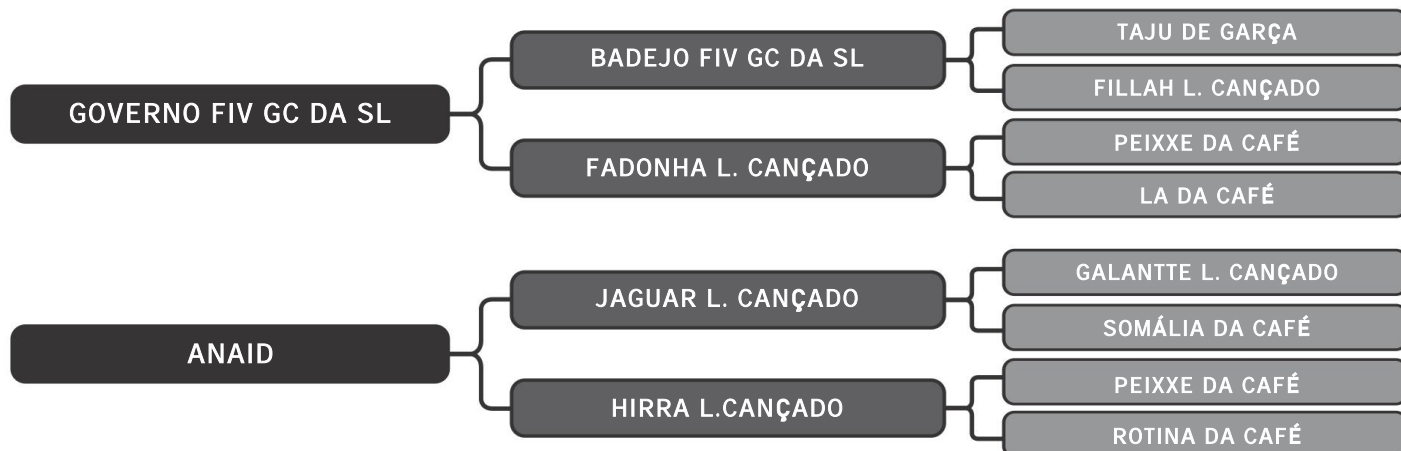 TAJU DE GARÇA
BADEJO FIV GC DA SL
FILLAH L. CANÇADO
GOVERNO FIV GC DA SL
PEIXXE DA CAFÉ
FADONHA L. CANÇADO
LA DA CAFÉ
GALANTTE L. CANÇADO
JAGUAR L. CANÇADO
SOMÁLIA DA CAFÉ
ANAID
PEIXXE DA CAFÉ
HIRRA L.CANÇADO
ROTINA DA CAFÉ